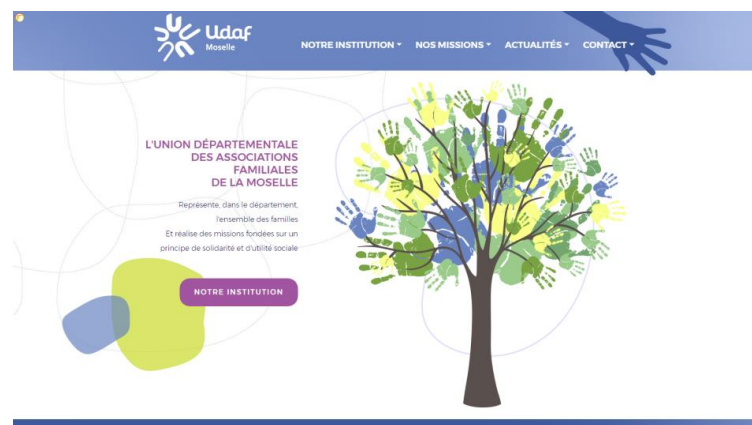 Udaf
Moselle
NOTRE INSTITUTION NOS MISSIONS ACTUALITÉS CONTACT
L'UNION DÉPARTEMENTALE
DES ASSOCIATIONS
FAMILIALES
DE LA MOSELLE
Représente, dans le département,
l'ensemble des familles
Et réalise des missions fondées sur un
principe de solidarité et d'utilité sociale
NOTRE INSTITUTION